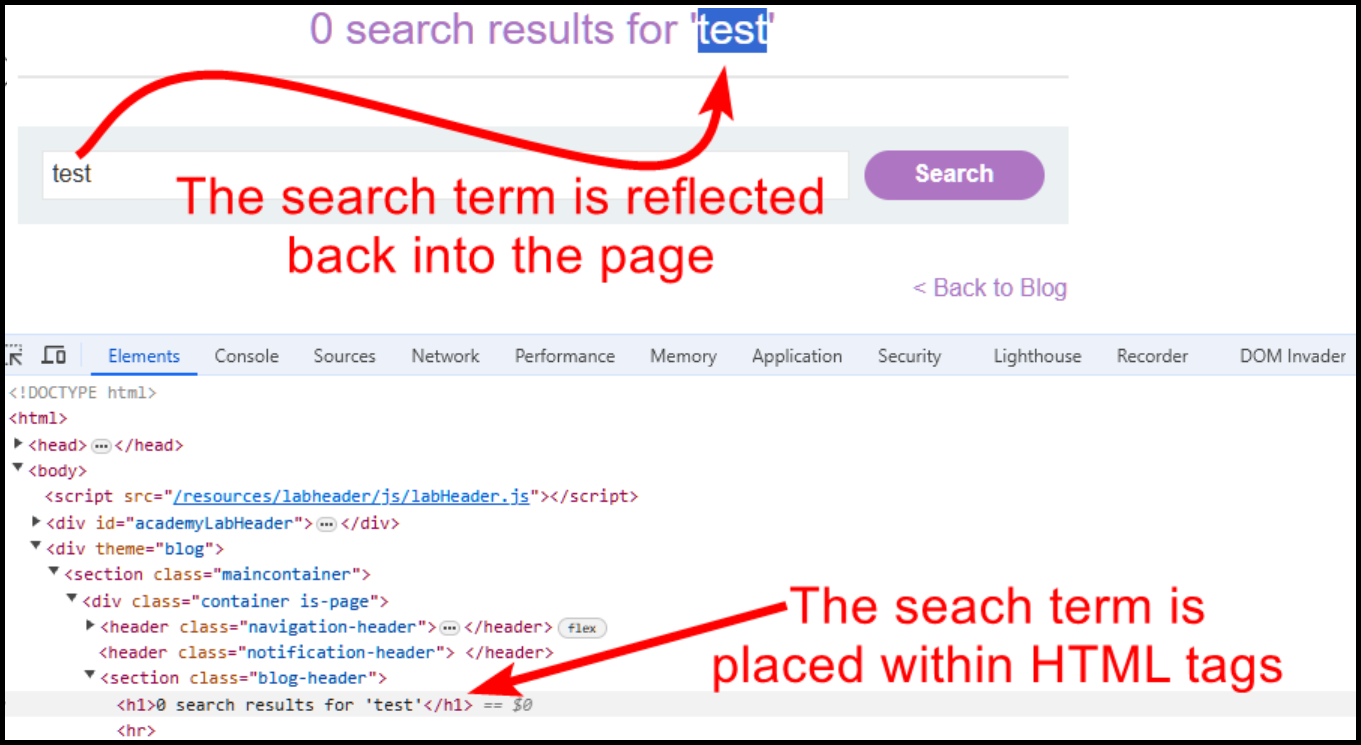 0 search results for 'test'
test
Search
The search term is reflected
back into the page
< Back to Blog
Elements Console Sources Network Performance Memory Application Security Lighthouse Recorder DOM Invader
<!DOCTYPE html>
<html>
<head> ••• </head>
<body>
<script src="/resources/labheader/js/labHeader.js"></script>
<div id="academyLabHeader"> ••• </div>
<div theme="blog">
<section class="maincontainer">
<div class="container is-page">
<header class="navigation-header"> ••• </header> flex
<header class="notification-header"> </header>
<section class="blog-header">
<h1>0 search results for 'test'</h1> == $0
<hr>
The seach term is
placed within HTML tags